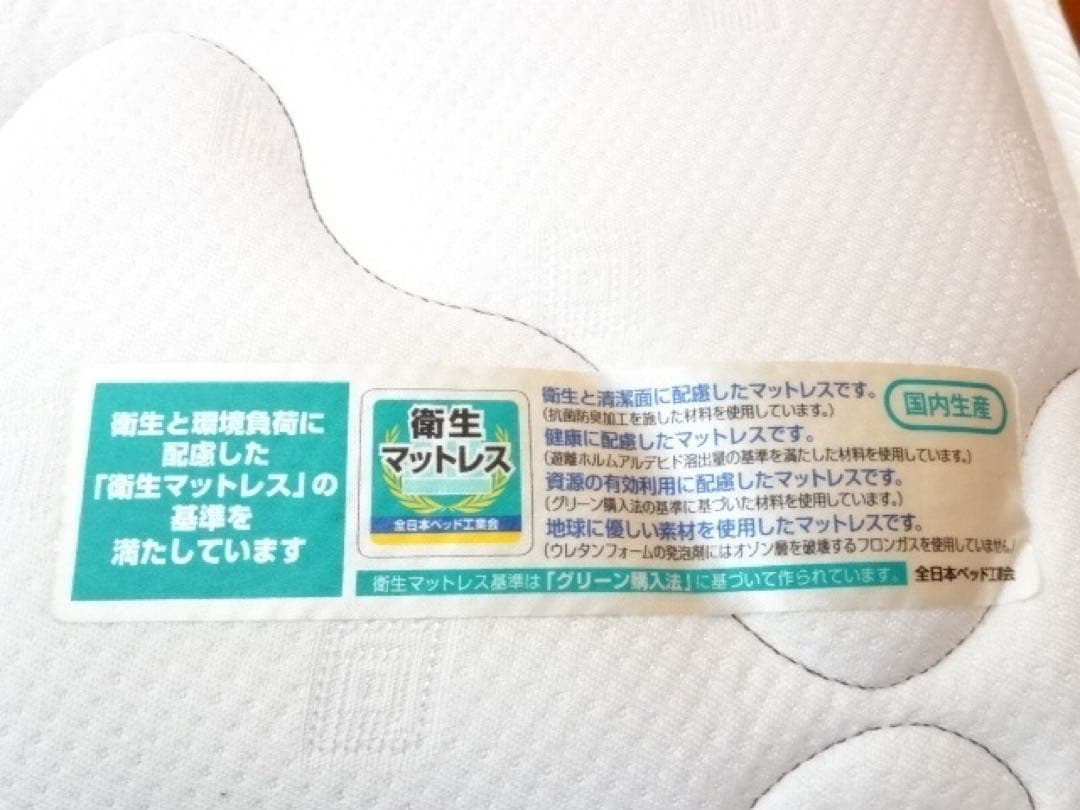 衛生と環境負荷に
配慮した
「衛生マットレス」の
基準を
満たしています
衛生
マットレス
全日本ベッド工業会
衛生と清潔面に配慮したマットレスです。
(抗菌防臭加工を施した材料を使用しています。)
国内生産
健康に配慮したマットレスです。
(遊離ホルムアルデヒド溶出量の基準を満たした材料を使用しています。)
資源の有効利用に配慮したマットレスです。
(グリーン購入法の基準に基づいた材料を使用しています。)
地球に優しい素材を使用したマットレスです。
(ウレタンフォームの発泡剤にはオゾン層を破壊するフロンガスを使用していません。)
衛生マットレス基準は「グリーン購入法」に基づいて作られています。
全日本ベッド工業会